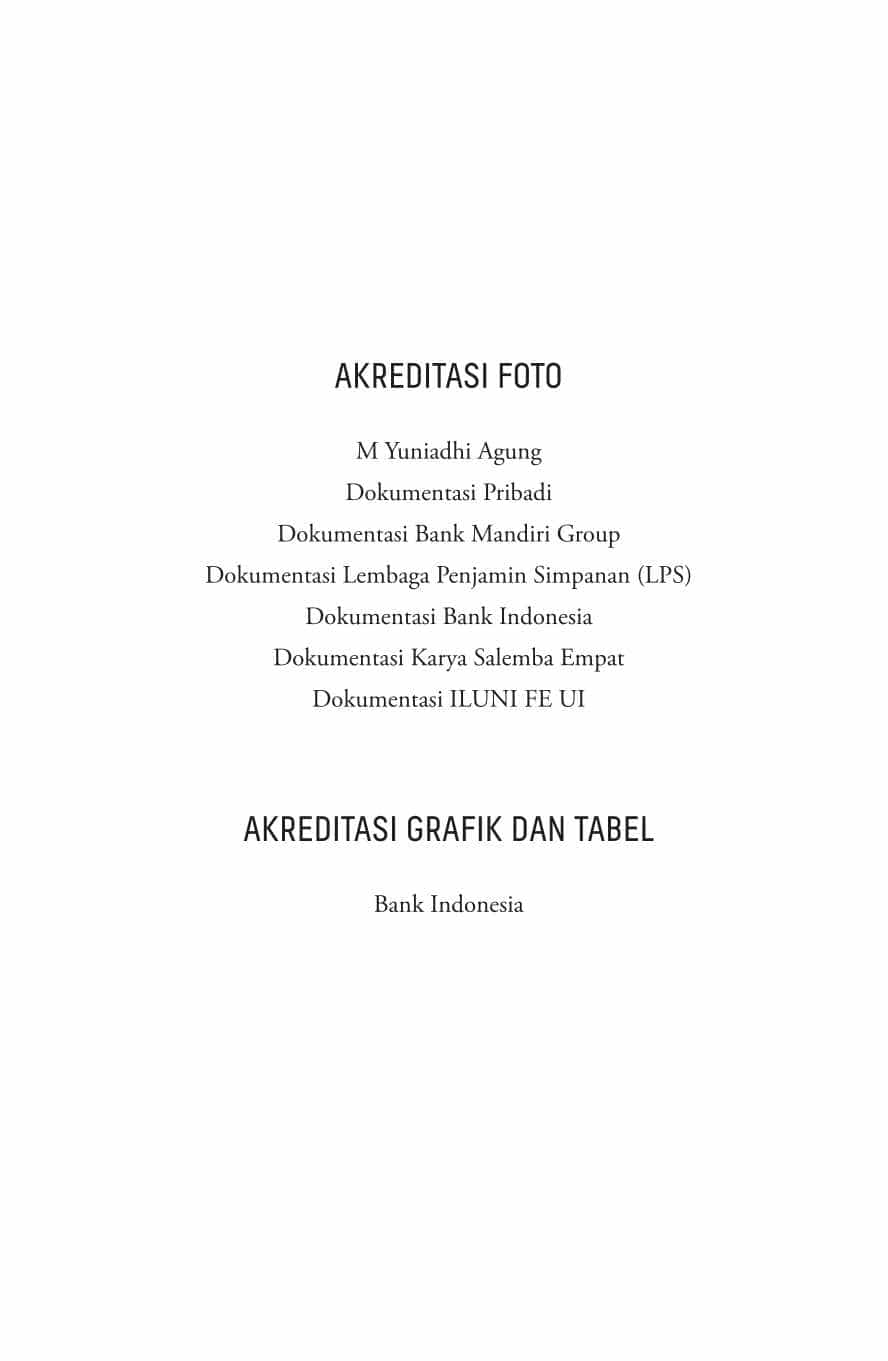 AKREDITASI FOTO
M Yuniadhi Agung
Dokumentasi Pribadi
Dokumentasi Bank Mandiri Group
Dokumentasi Lembaga Penjamin Simpanan (LPS)
Dokumentasi Bank Indonesia
Dokumentasi Karya Salemba Empat
Dokumentasi ILUNI FE UI
AKREDITASI GRAFIK DAN TABEL
Bank Indonesia